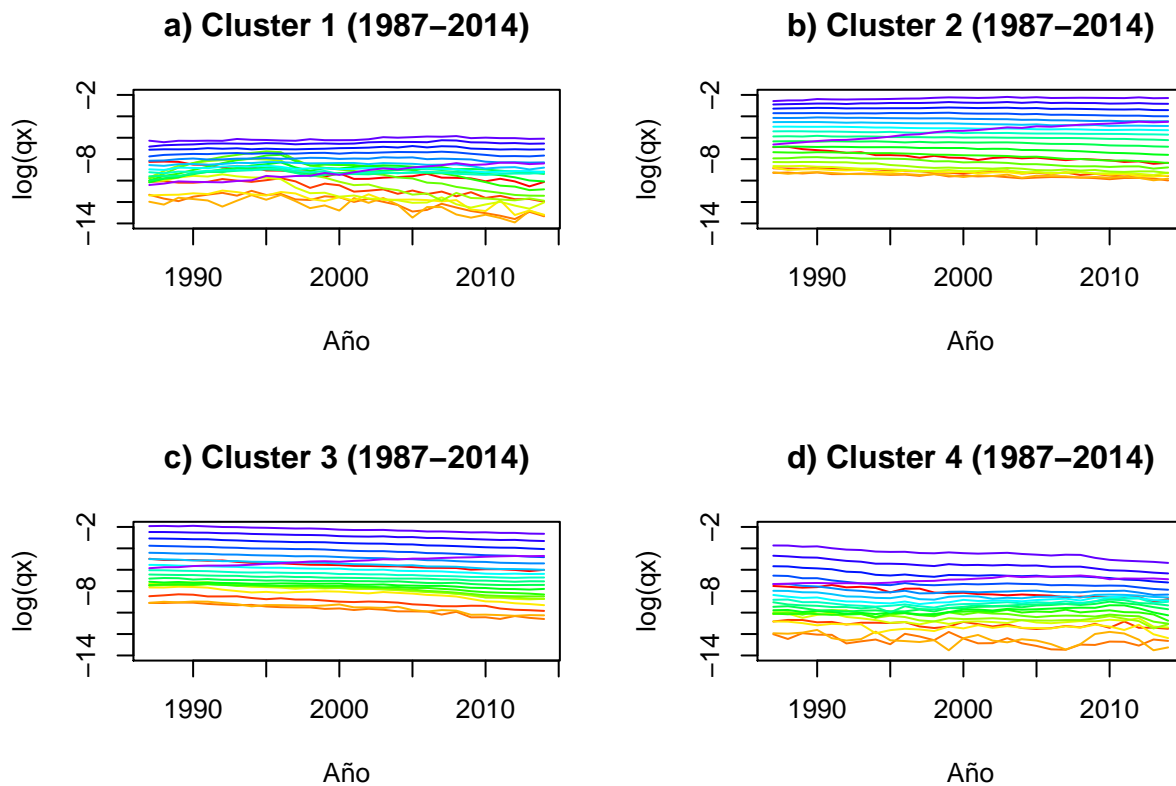 a) Cluster 1 (1987−2014)
log(qx)
−2
−8
−14
1990
2000
2010
Año
b) Cluster 2 (1987−2014)
log(qx)
−2
−8
−14
1990
2000
2010
Año
c) Cluster 3 (1987−2014)
log(qx)
−2
−8
−14
1990
2000
2010
Año
d) Cluster 4 (1987−2014)
log(qx)
−2
−8
−14
1990
2000
2010
Año